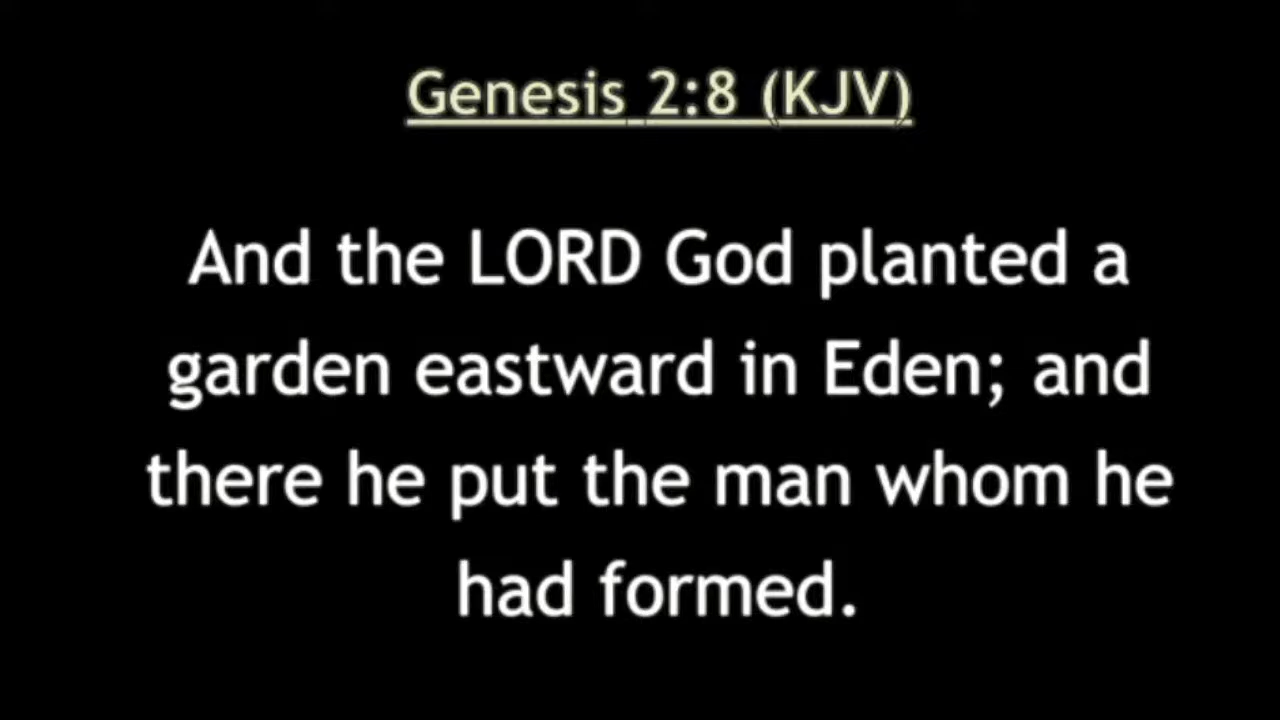 Genesis 2:8 (KJV)
And the LORD God planted a
garden eastward in Eden; and
there he put the man whom he
had formed.